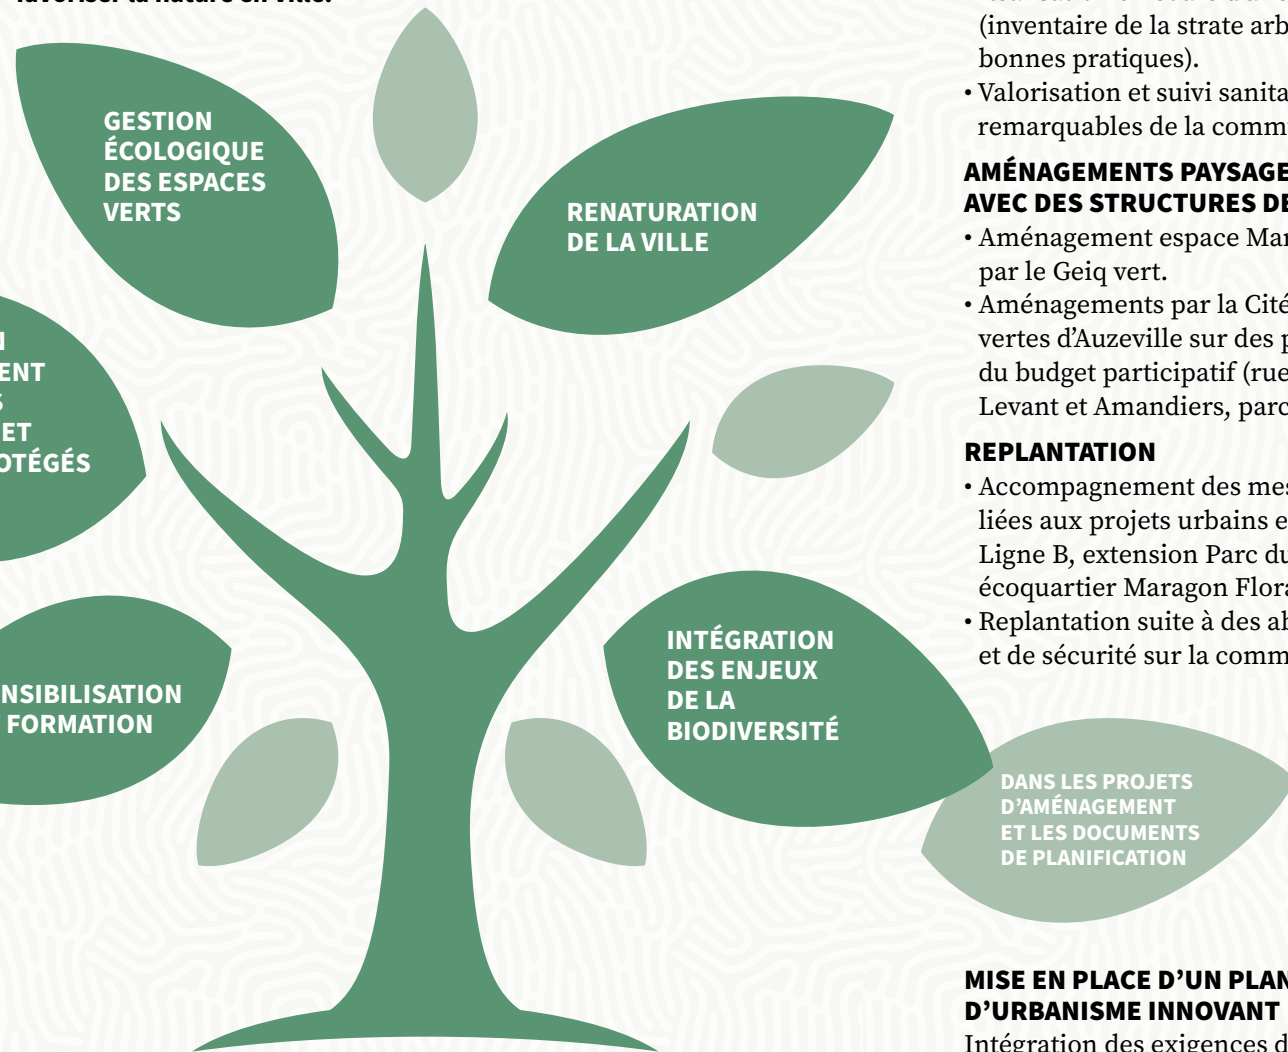 favoriser la nature en ville.
GESTION
ÉCOLOGIQUE
DES ESPACES
VERTS
RENATURATION
DE LA VILLE
ET
NSIBILISATION
FORMATION
INTÉGRATION
DES ENJEUX
DE LA
BIODIVERSITÉ
DANS LES PROJETS
D’AMÉNAGEMENT
ET LES DOCUMENTS
DE PLANIFICATION
(inventaire de la strate arb
bonnes pratiques).
• Valorisation et suivi sanita
remarquables de la comm
AMÉNAGEMENTS PAYSAGE
AVEC DES STRUCTURES DE
• Aménagement espace Mar
par le Geiq vert.
• Aménagements par la Cité
vertes d’Auzeville sur des p
du budget participatif (rue
Levant et Amandiers, parc
REPLANTATION
• Accompagnement des mes
liées aux projets urbains e
Ligne B, extension Parc du
écoquartier Maragon Flora
• Replantation suite à des ab
et de sécurité sur la comm
MISE EN PLACE D’UN PLAN
D’URBANISME INNOVANT
Intégration des exigences d